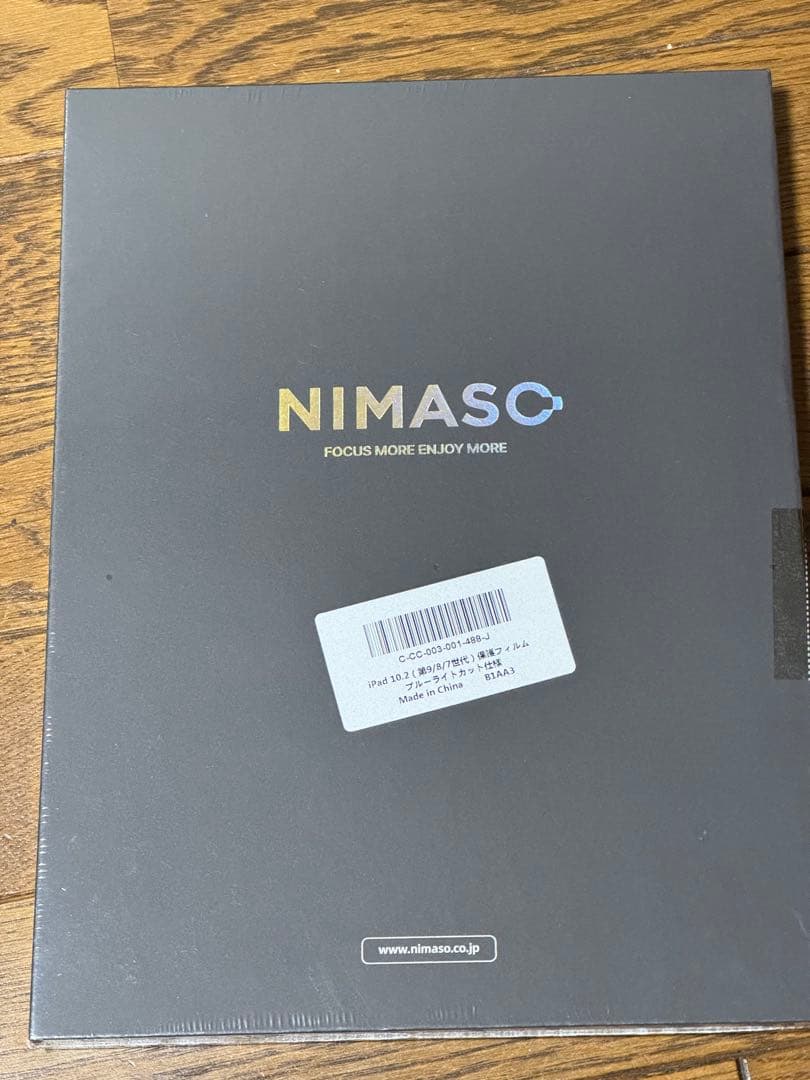 NIMASO
FOCUS MORE ENJOY MORE
C-CC-003-001-488-J
iPad 10.2 (第9/8/7世代) 保護フィルム
ブルーライトカット仕様
Made in China B1AA3
www.nimaso.co.jp